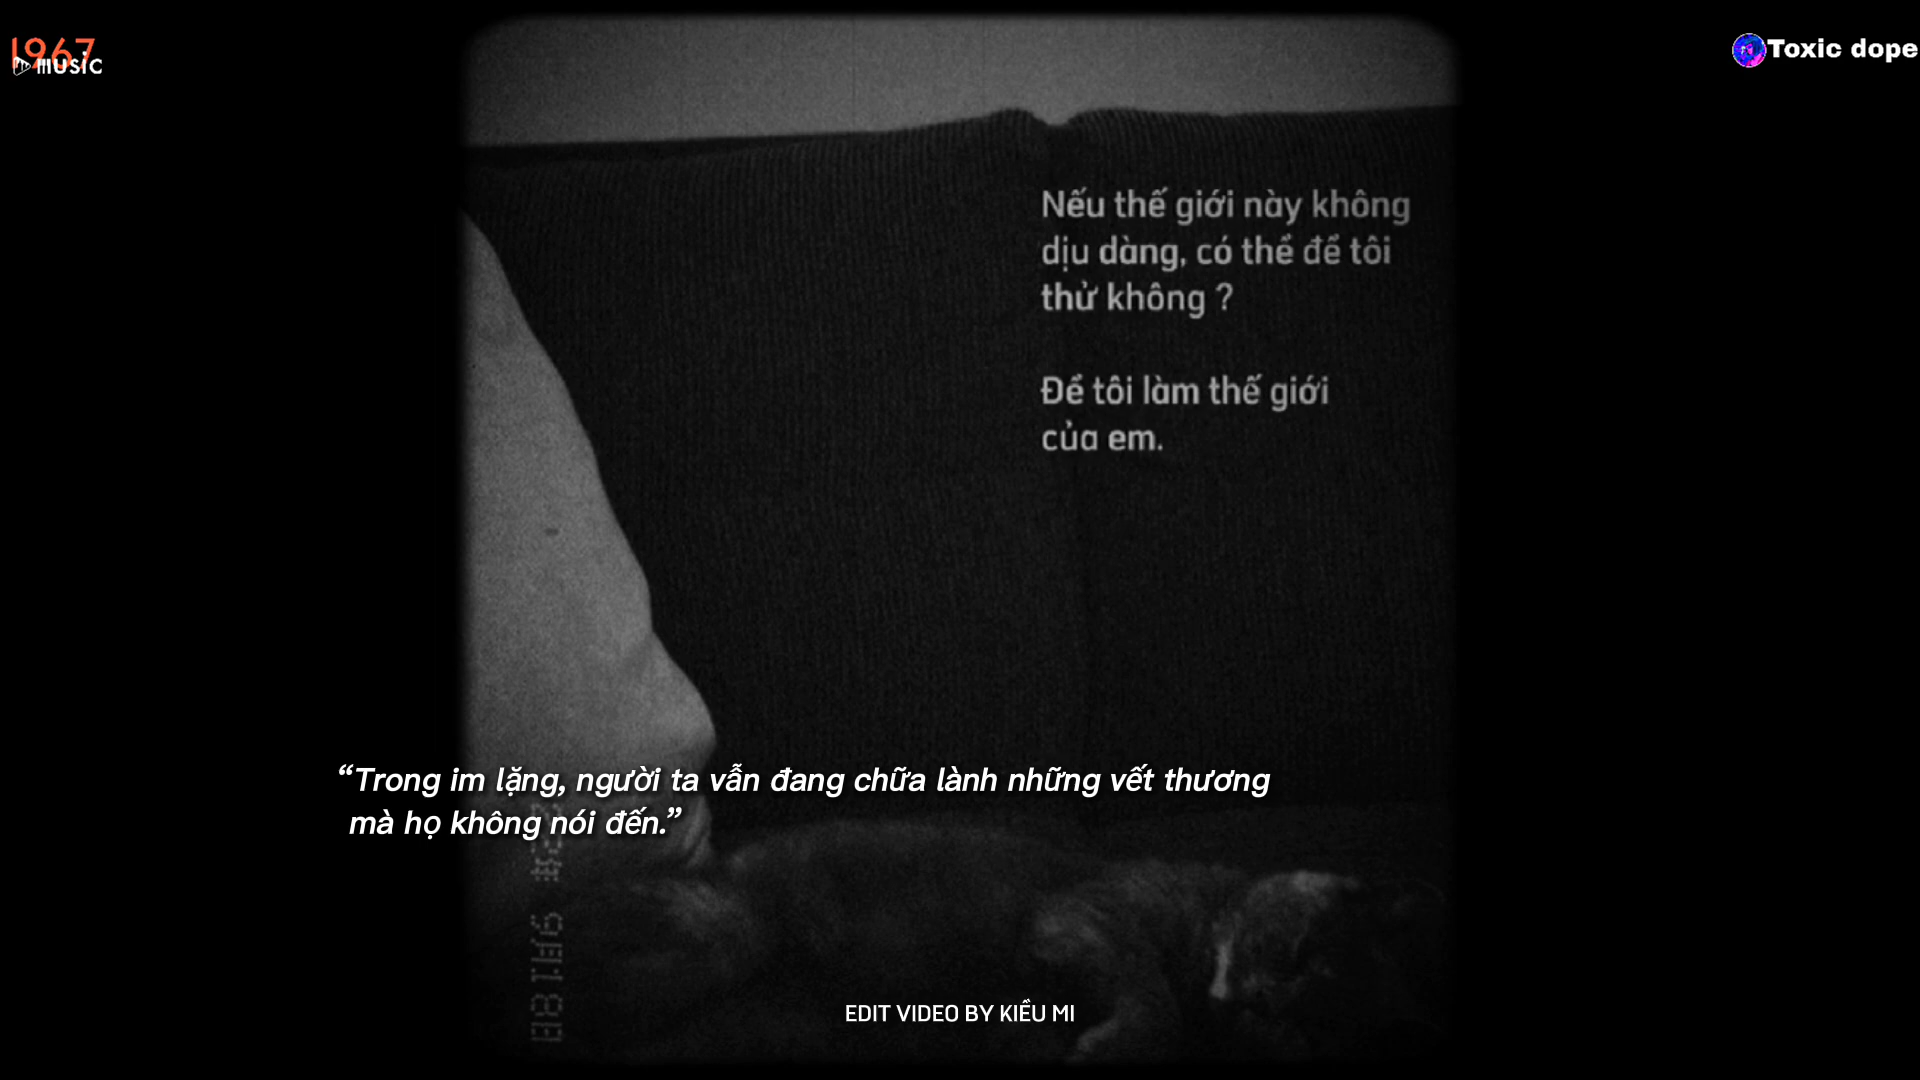 1967
MUSIC
Toxic dope
Nếu thế giới này không
dịu dàng, có thể để tôi
thử không ?
Để tôi làm thế giới
của em.
“Trong im lặng, người ta vẫn đang chữa lành những vết thương
mà họ không nói đến.”
EDIT VIDEO BY KIỀU MI